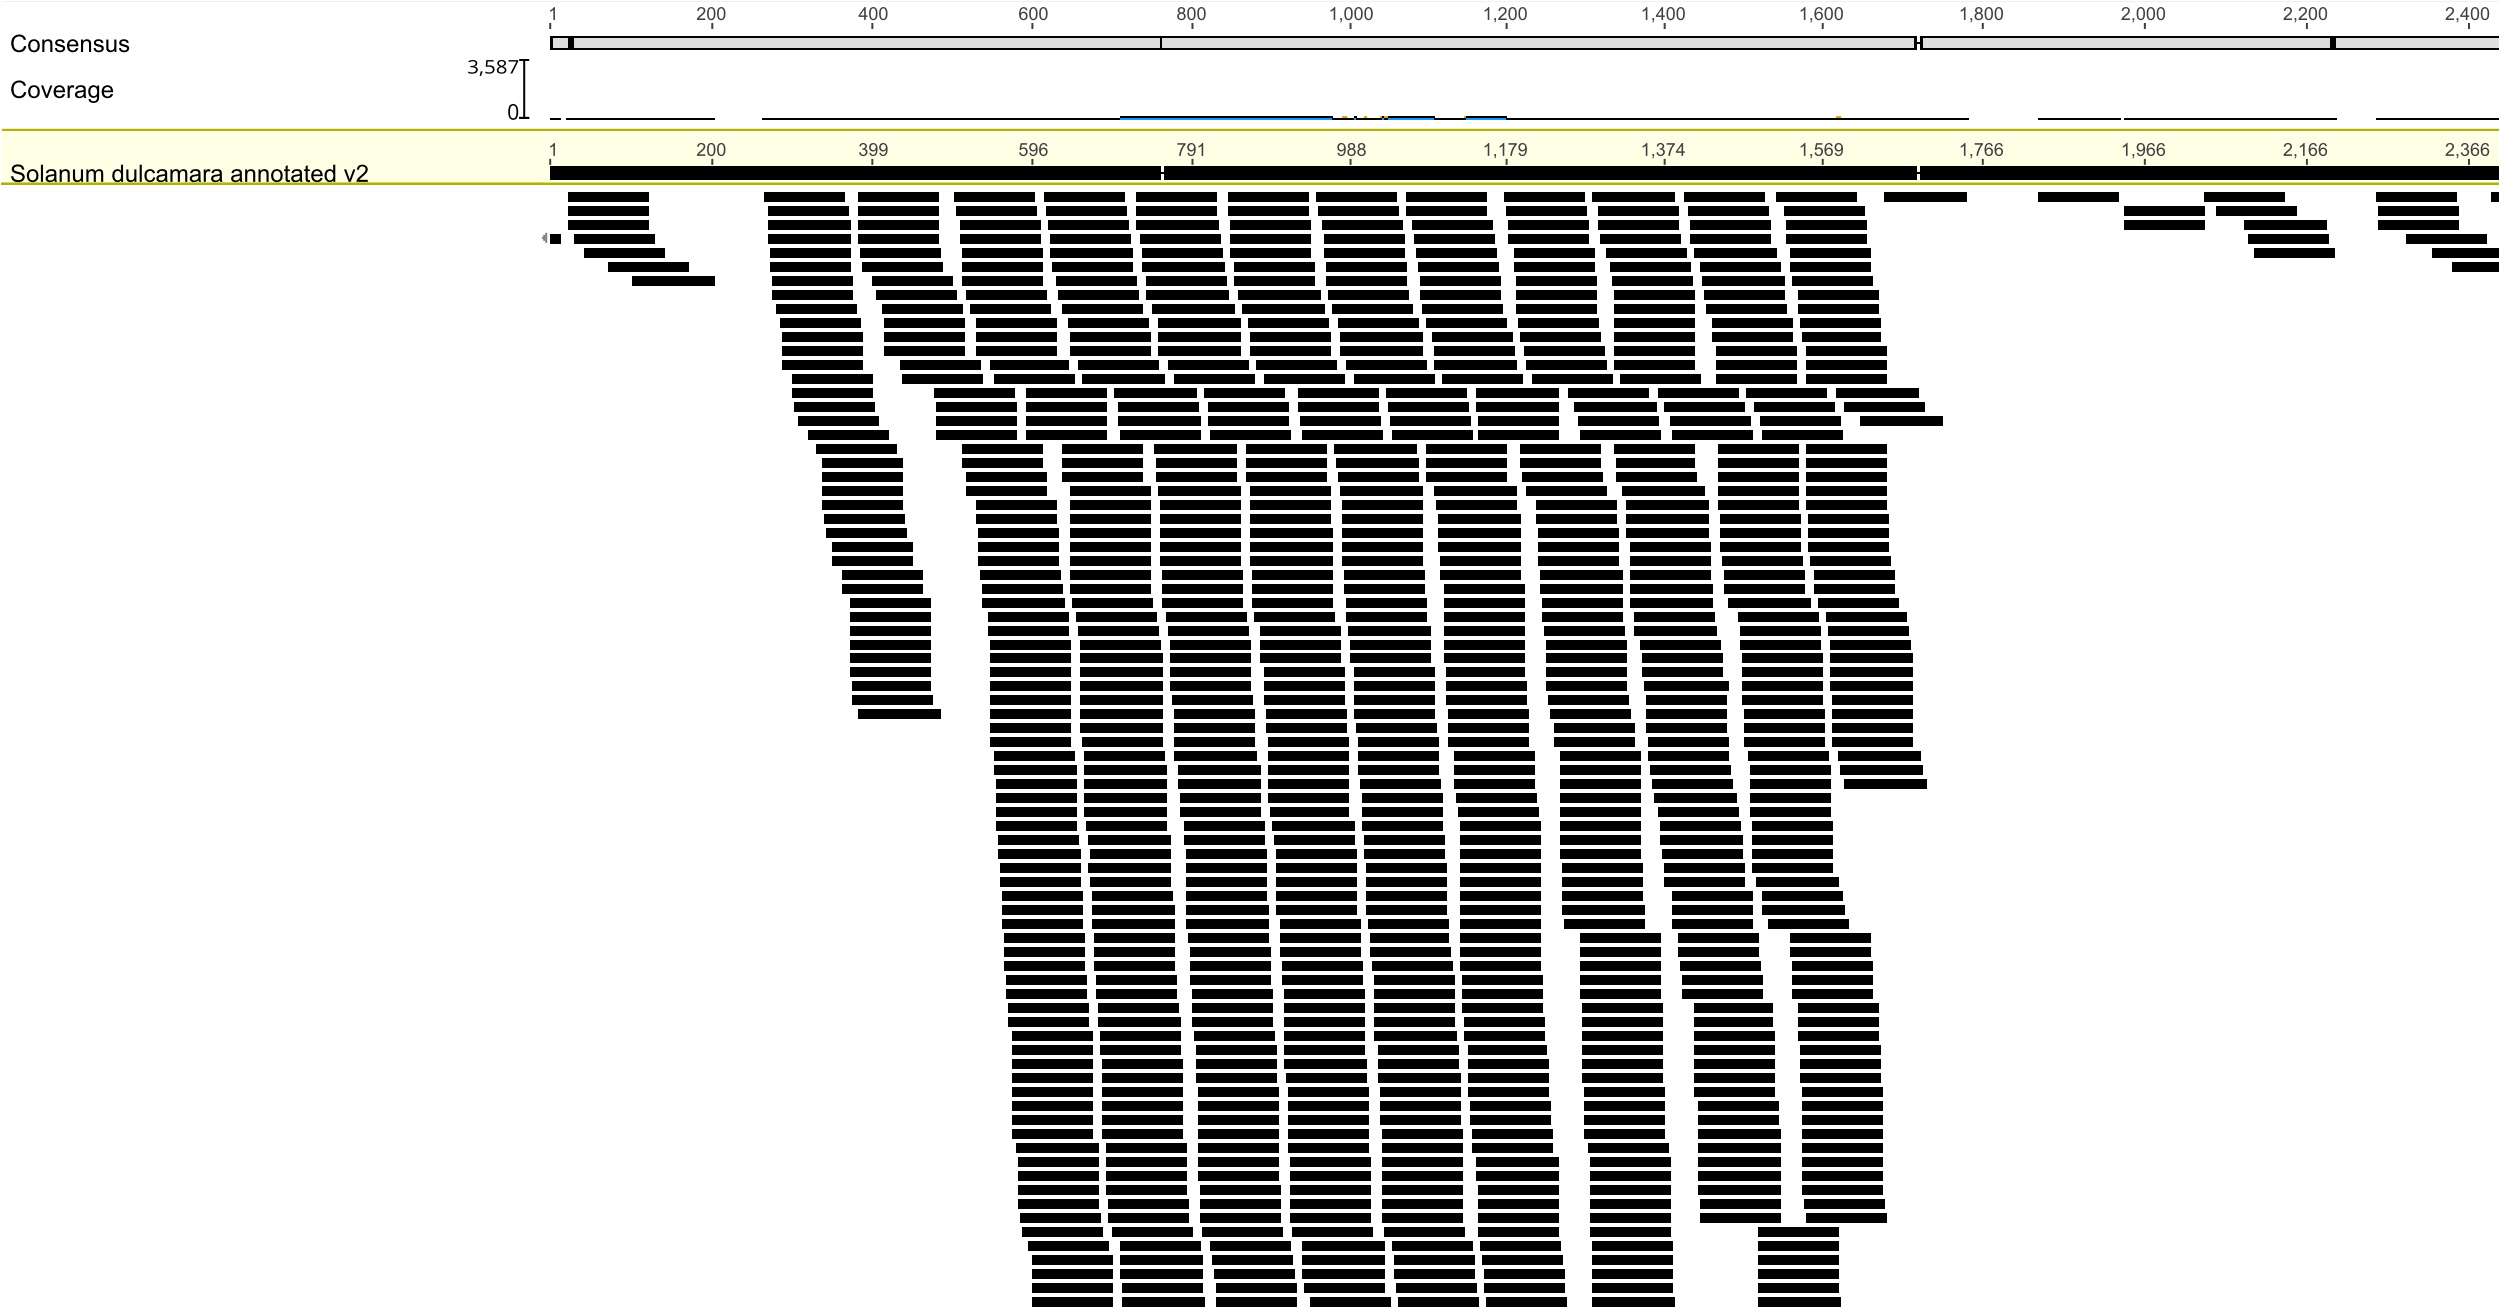 1 200 400 600 800 1,000 1,200 1,400 1,600 1,800 2,000 2,200 2,400
Consensus
3,587
Coverage
0
1 200 399 596 791 988 1,179 1,374 1,569 1,766 1,966 2,166 2,366
Solanum dulcamara annotated v2